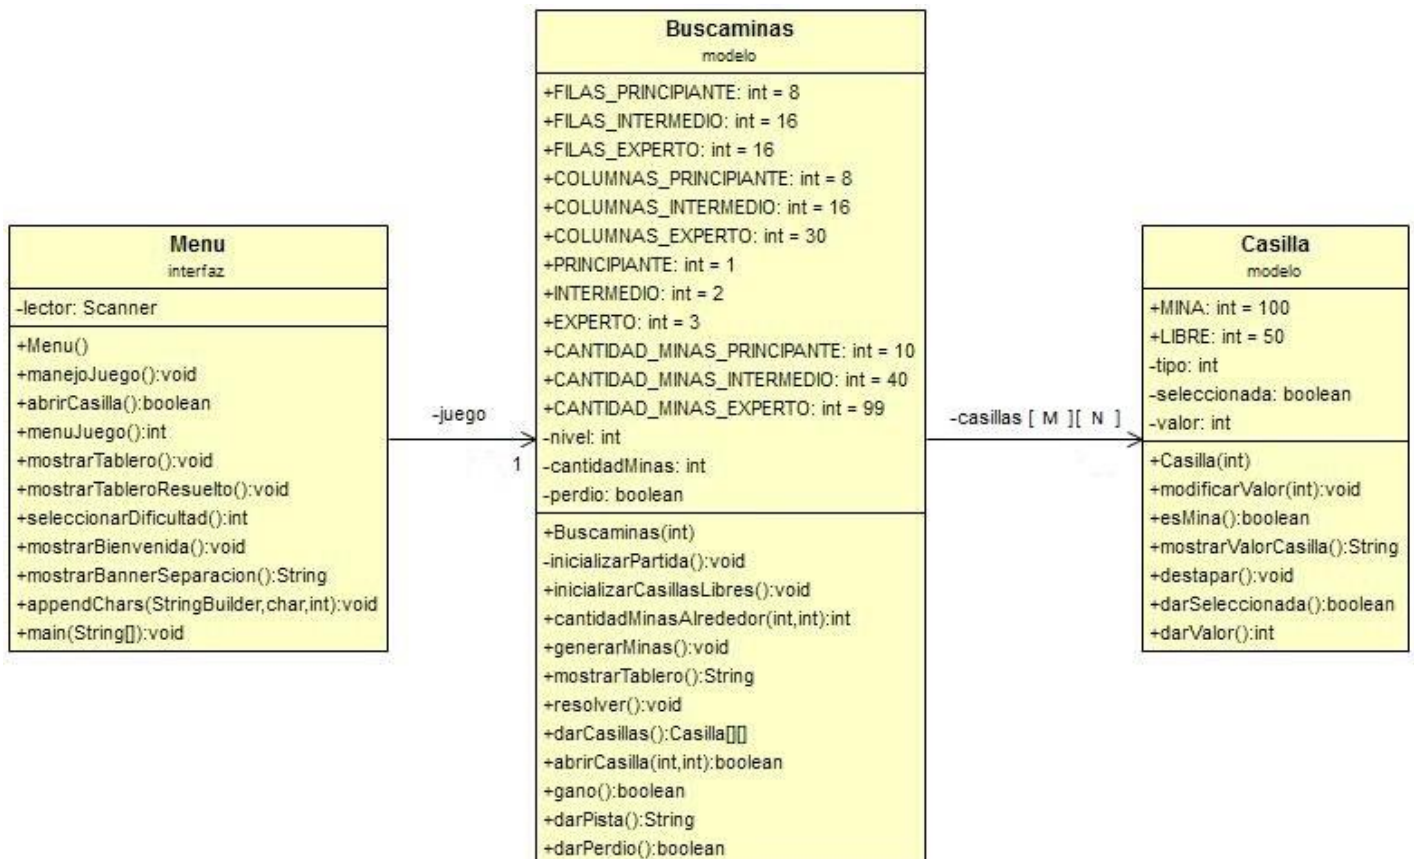 Menu
interfaz
-lector: Scanner
+Menu()
+manejoJuego():void
+abrirCasilla():boolean
+menuJuego():int
+mostrarTablero():void
+mostrarTableroResuelto():void
+seleccionarDificultad():int
+mostrarBienvenida():void
+mostrarBannerSeparacion():String
+appendChars(StringBuilder,char,int):void
+main(String[]):void
-juego
1
Buscaminas
modelo
+FILAS_PRINCIPIANTE: int = 8
+FILAS_INTERMEDIO: int = 16
+FILAS_EXPERTO: int = 16
+COLUMNAS_PRINCIPIANTE: int = 8
+COLUMNAS_INTERMEDIO: int = 16
+COLUMNAS_EXPERTO: int = 30
+PRINCIPIANTE: int = 1
+INTERMEDIO: int = 2
+EXPERTO: int = 3
+CANTIDAD_MINAS_PRINCIPANTE: int = 10
+CANTIDAD_MINAS_INTERMEDIO: int = 40
+CANTIDAD_MINAS_EXPERTO: int = 99
-nivel: int
-cantidadMinas: int
-perdio: boolean
+Buscaminas(int)
-inicializarPartida():void
+inicializarCasillasLibres():void
+cantidadMinasAlrededor(int,int):int
+generarMinas():void
+mostrarTablero():String
+resolver():void
+darCasillas():Casilla[][]
+abrirCasilla(int,int):boolean
+gano():boolean
+darPista():String
+darPerdio():boolean
-casillas [ M ][ N ]
Casilla
modelo
+MINA: int = 100
+LIBRE: int = 50
-tipo: int
-seleccionada: boolean
-valor: int
+Casilla(int)
+modificarValor(int):void
+esMina():boolean
+mostrarValorCasilla():String
+destapar():void
+darSeleccionada():boolean
+darValor():int